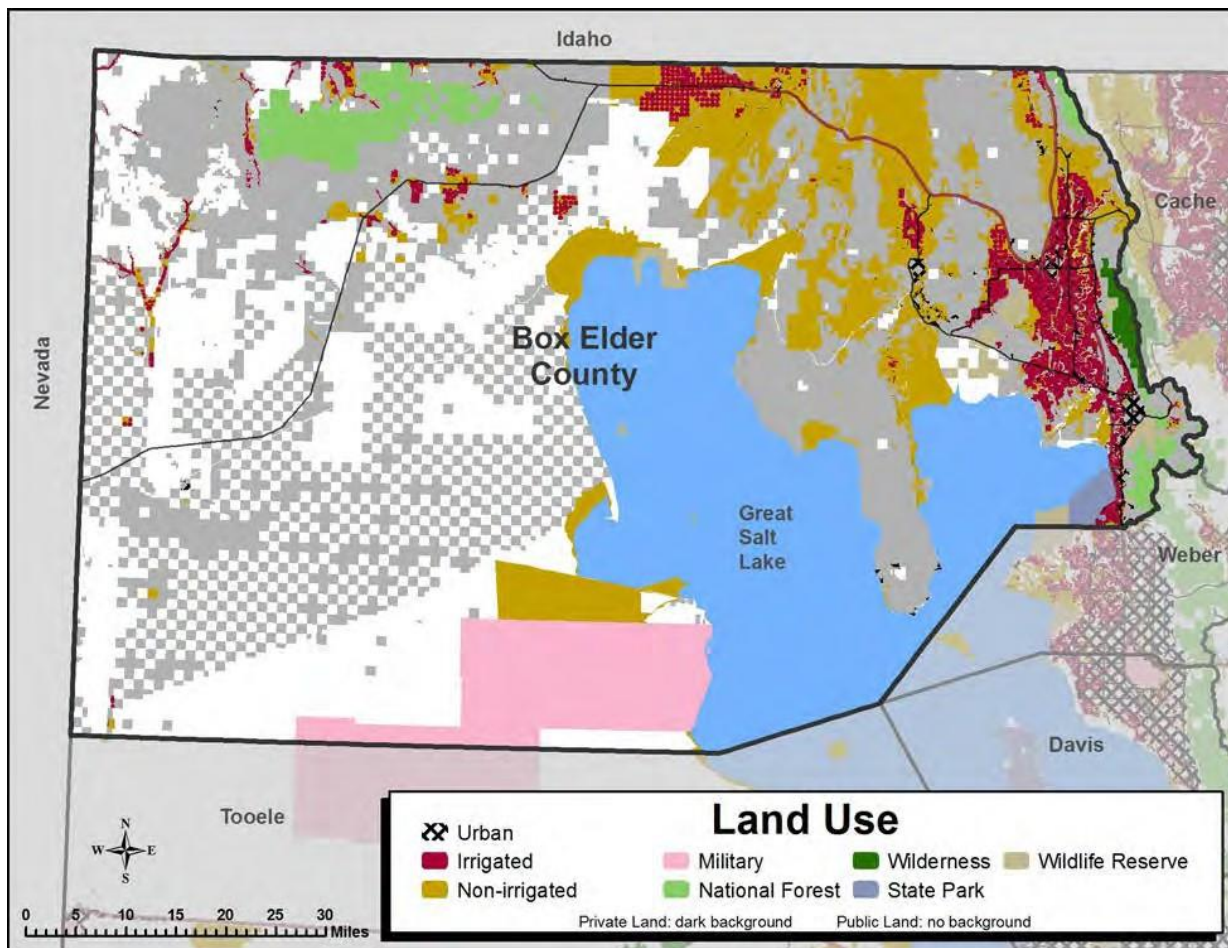 Idaho
Cache
Nevada
Box Elder
County
Great
Salt
Lake
Weber
Davis
Tooele
N
W E
S
0 5 10 15 20 25 30
Miles
Land Use
Urban
Irrigated Military Wilderness Wildlife Reserve
Non-irrigated National Forest State Park
Private Land: dark background Public Land: no background